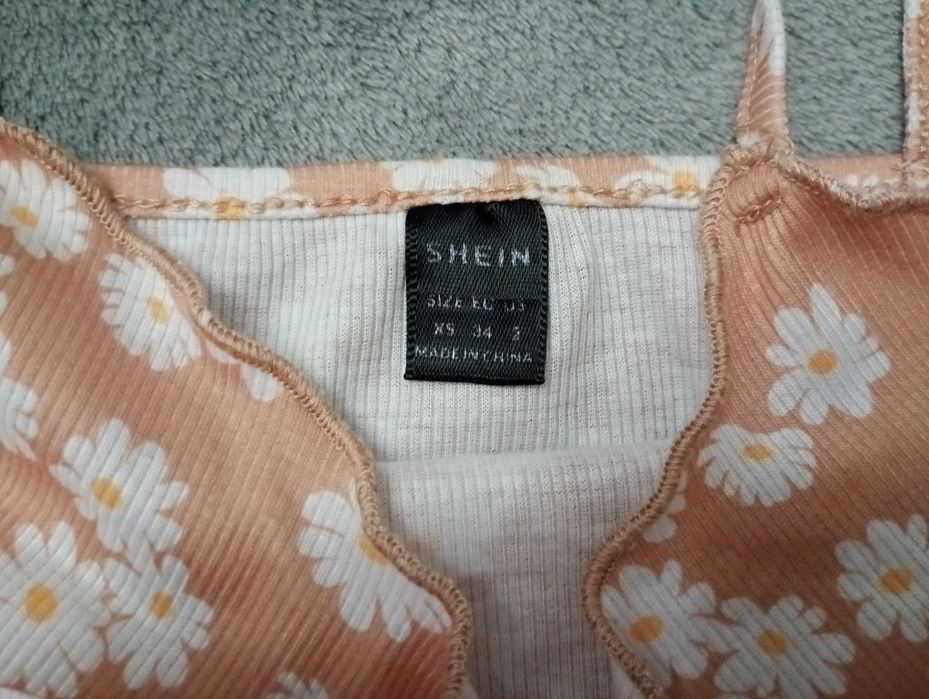 SHEIN
SIZE EU US
XS 34 2
MADE IN CHINA